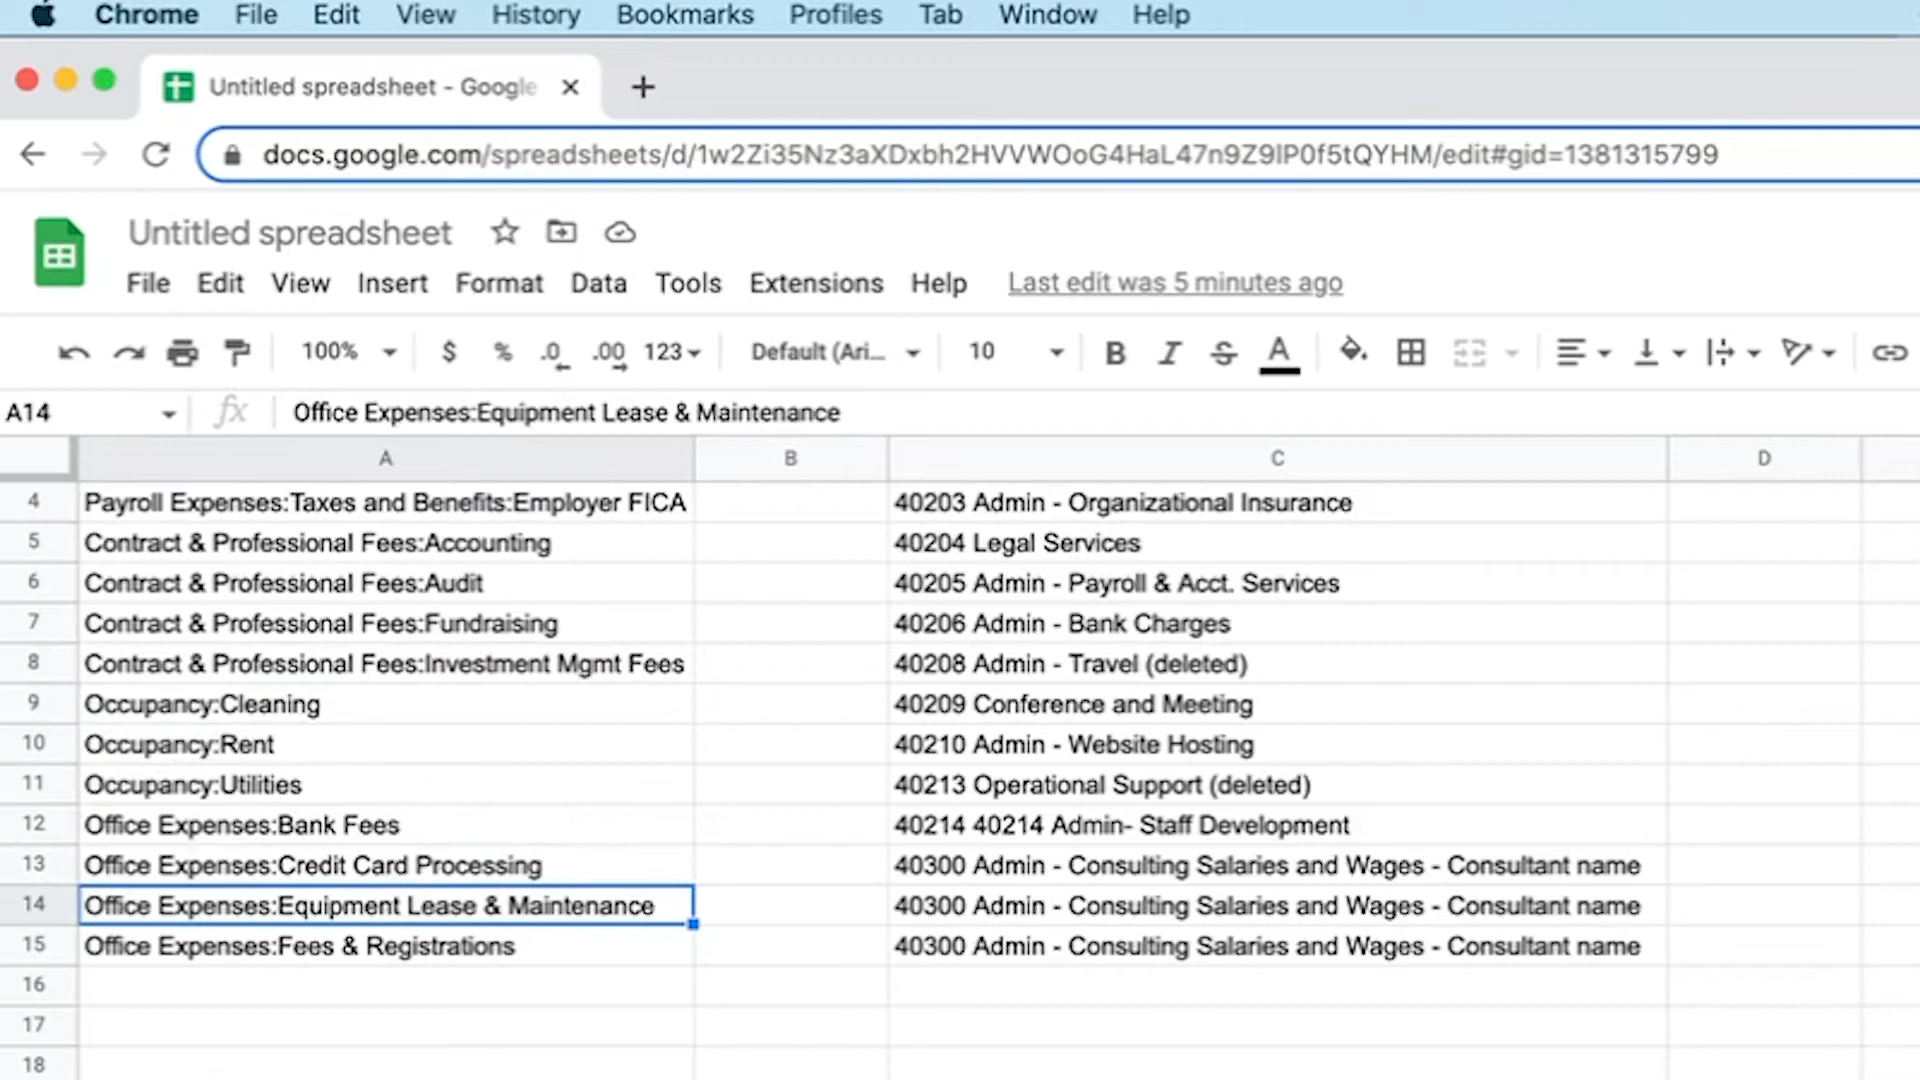 Chrome File Edit View History Bookmarks Profiles Tab Window Help
Untitled spreadsheet - Google
docs.google.com/spreadsheets/d/1w2Zi35Nz3aXDxbh2HVVWOoG4HaL47n9Z9IP0f5tQYHM/edit#gid=1381315799
Untitled spreadsheet
File Edit View Insert Format Data Tools Extensions Help Last edit was 5 minutes ago
100% $ % .0 .00 123 Default (Ari... 10 B I S A
A14 fx Office Expenses:Equipment Lease & Maintenance
A B C D
4 Payroll Expenses:Taxes and Benefits:Employer FICA 40203 Admin - Organizational Insurance
5 Contract & Professional Fees:Accounting 40204 Legal Services
6 Contract & Professional Fees:Audit 40205 Admin - Payroll & Acct. Services
7 Contract & Professional Fees:Fundraising 40206 Admin - Bank Charges
8 Contract & Professional Fees:Investment Mgmt Fees 40208 Admin - Travel (deleted)
9 Occupancy:Cleaning 40209 Conference and Meeting
10 Occupancy:Rent 40210 Admin - Website Hosting
11 Occupancy:Utilities 40213 Operational Support (deleted)
12 Office Expenses:Bank Fees 40214 40214 Admin- Staff Development
13 Office Expenses:Credit Card Processing 40300 Admin - Consulting Salaries and Wages - Consultant name
14 Office Expenses:Equipment Lease & Maintenance 40300 Admin - Consulting Salaries and Wages - Consultant name
15 Office Expenses:Fees & Registrations 40300 Admin - Consulting Salaries and Wages - Consultant name
16
17
18